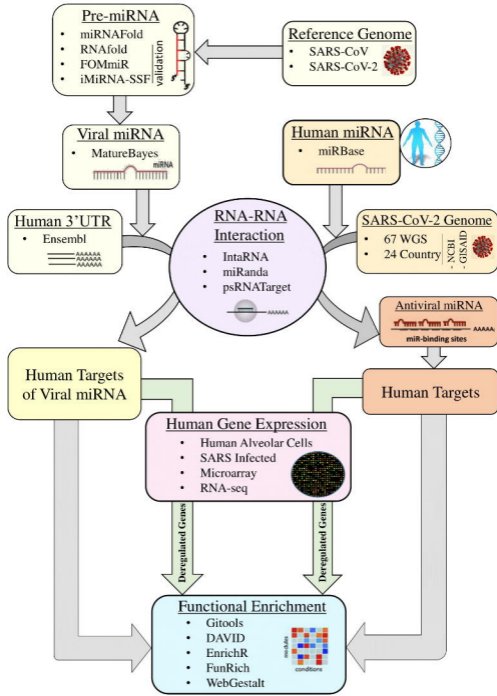 Pre-miRNA
• miRNAFold
• RNAfold
• FOMmiR
• iMiRNA-SSF
validation
Reference Genome
• SARS-CoV
• SARS-CoV-2
Viral miRNA
• MatureBayes
miRNA
Human miRNA
• miRBase
Human 3'UTR
• Ensembl
AAAAAA
AAAAAA
AAAAAA
RNA-RNA
Interaction
• IntaRNA
• miRanda
• psRNATarget
AAAAAA
SARS-CoV-2 Genome
• 67 WGS
• 24 Country
- NCBI
- GISAID
Antiviral miRNA
AAAAA
miR-binding sites
Human Targets
of Viral miRNA
Human Targets
Human Gene Expression
• Human Alveolar Cells
• SARS Infected
• Microarray
• RNA-seq
Deregulated Genes
Deregulated Genes
Functional Enrichment
• Gitools
• DAVID
• EnrichR
• FunRich
• WebGestalt
modules
conditions